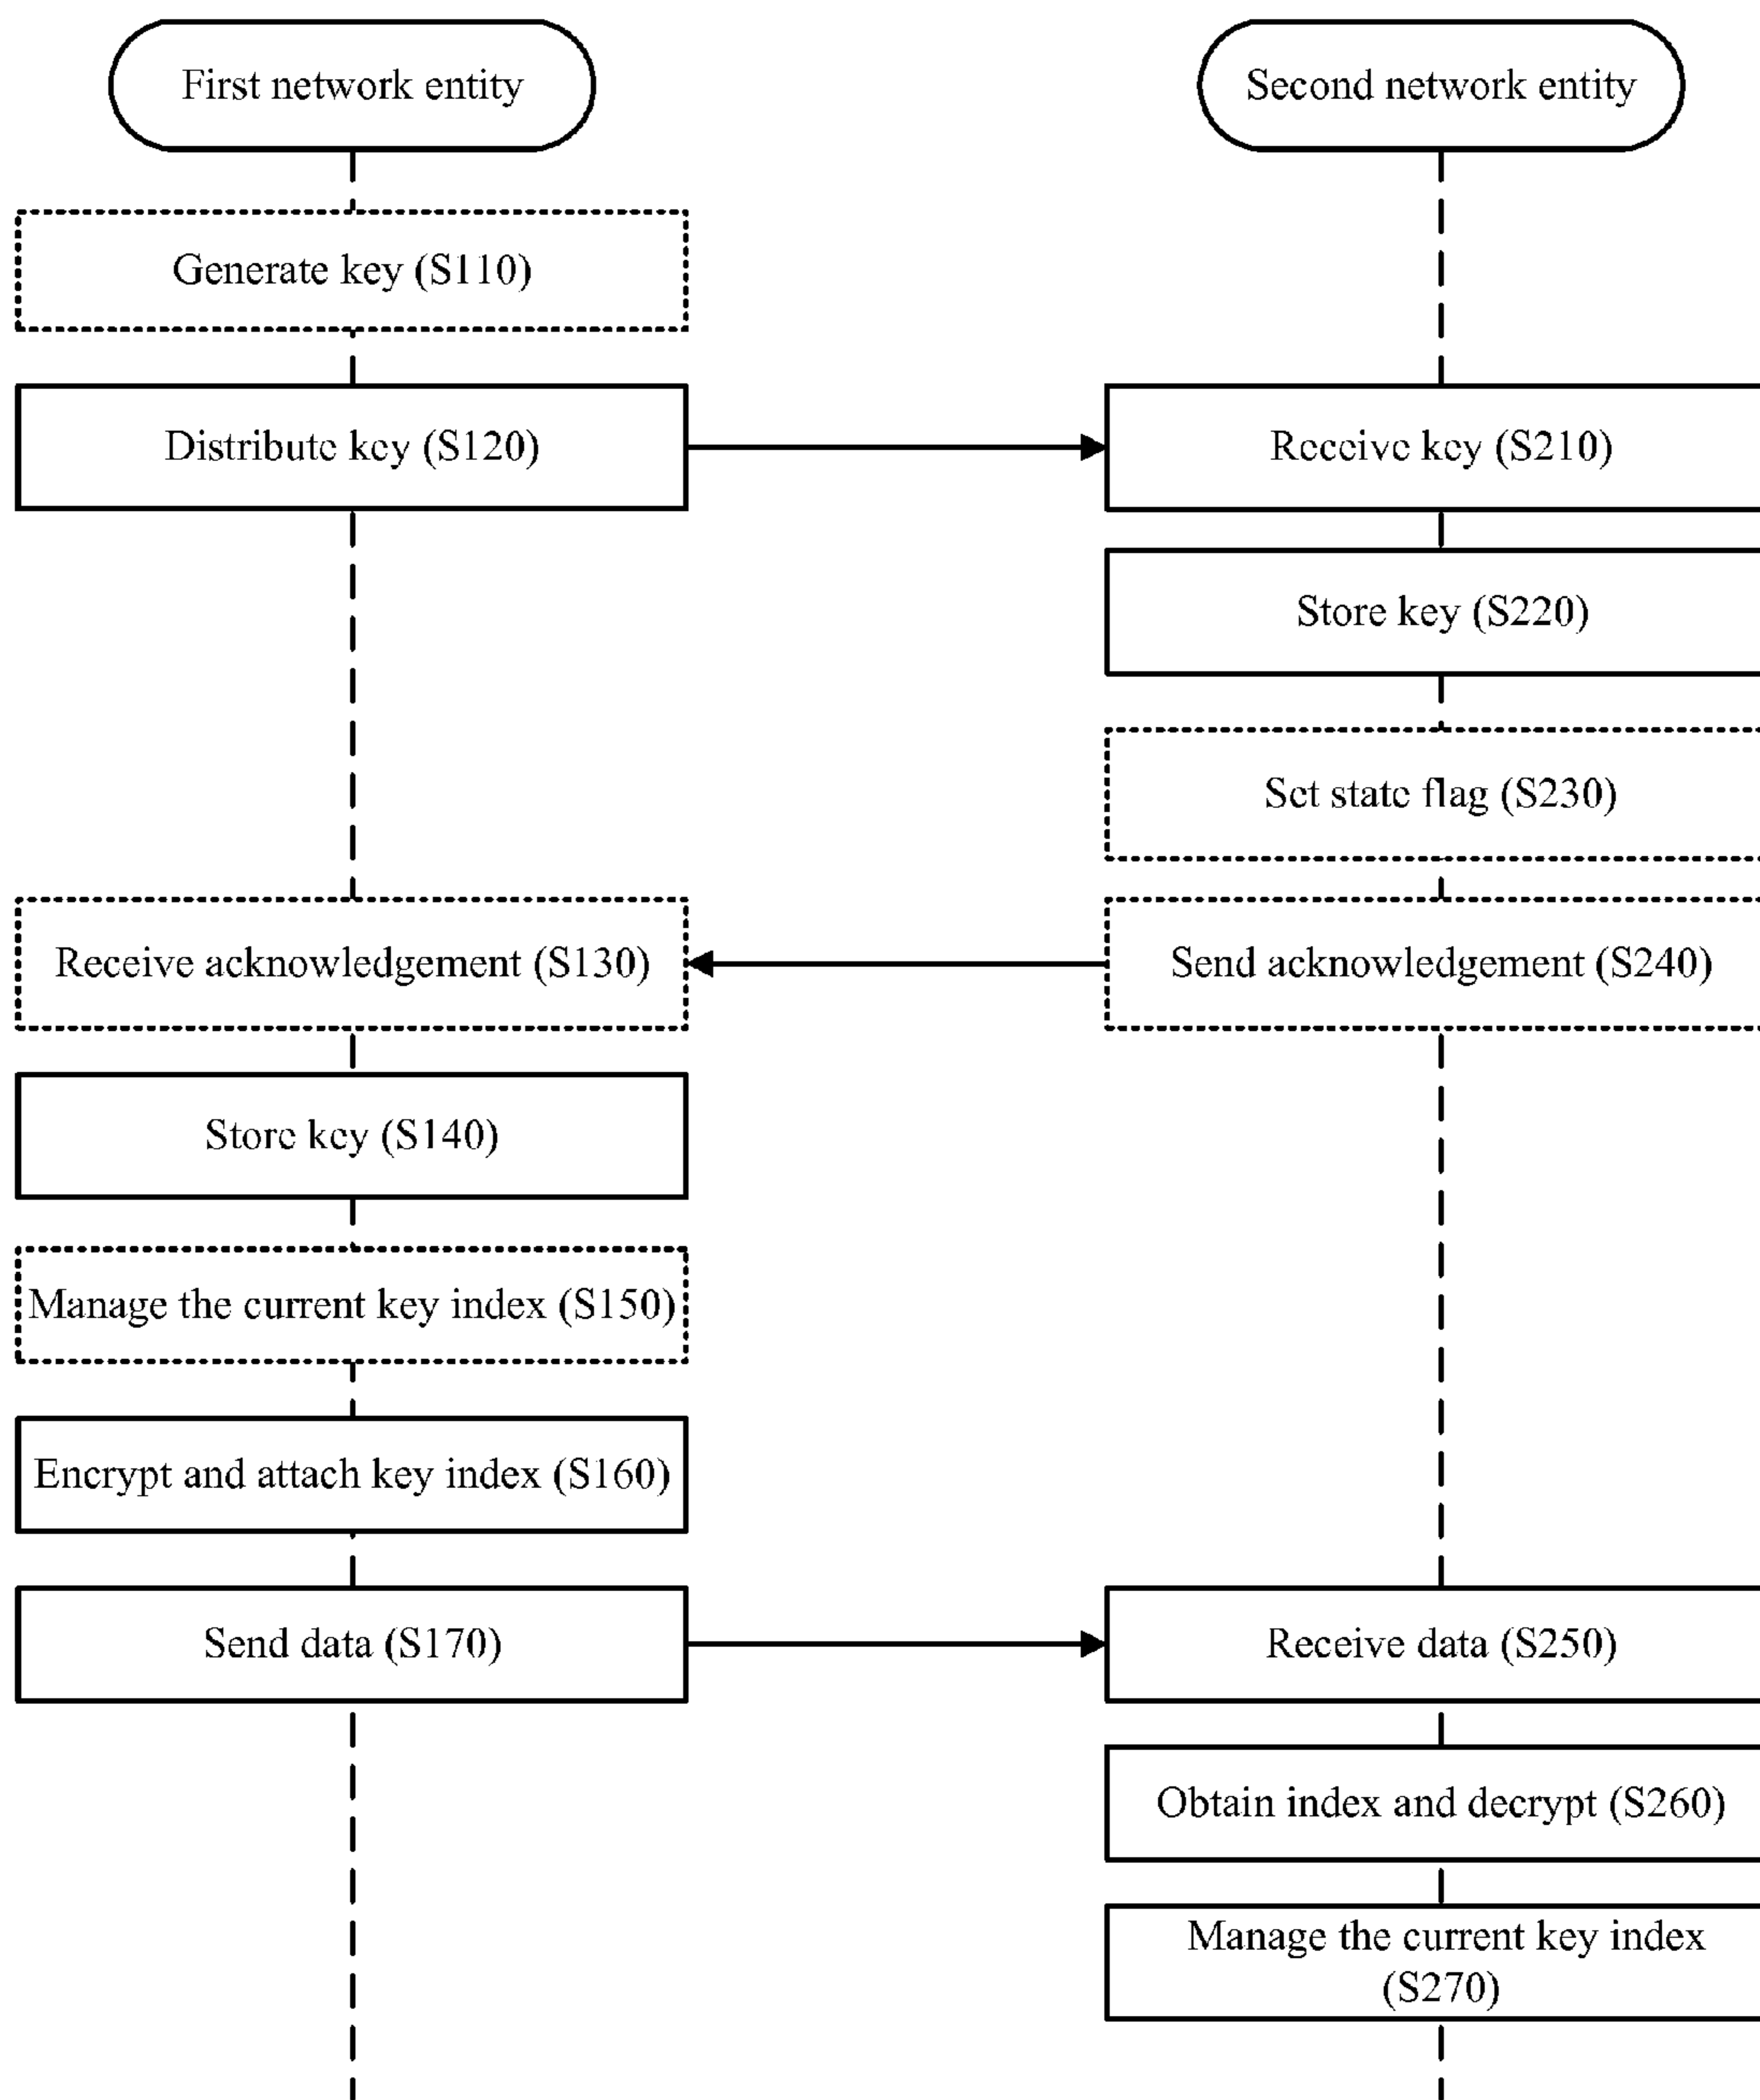 First network entity
Second network entity
Generate key (S110)
Distribute key (S120)
Receive key (S210)
Store key (S220)
Set state flag (S230)
Receive acknowledgement (S130)
Send acknowledgement (S240)
Store key (S140)
Manage the current key index (S150)
Encrypt and attach key index (S160)
Send data (S170)
Receive data (S250)
Obtain index and decrypt (S260)
Manage the current key index
(S270)